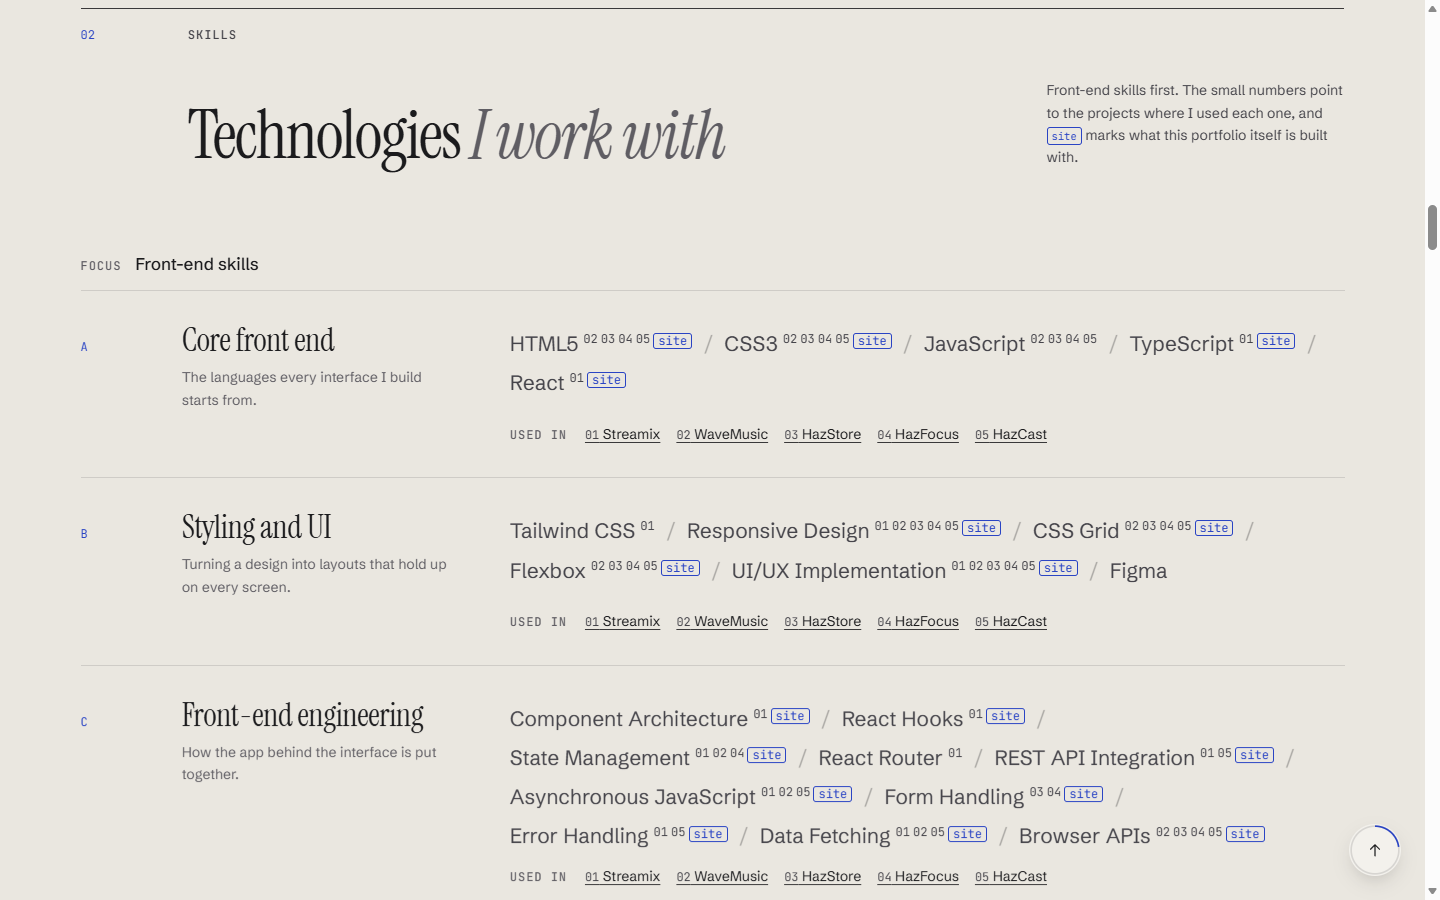 02 SKILLS
Technologies I work with
Front-end skills first. The small numbers point
to the projects where I used each one, and
site marks what this portfolio itself is built
with.
FOCUS Front-end skills
A
Core front end
The languages every interface I build
starts from.
HTML5 02 03 04 05 site / CSS3 02 03 04 05 site / JavaScript 02 03 04 05 / TypeScript 01 site /
React 01 site
USED IN 01 Streamix 02 WaveMusic 03 HazStore 04 HazFocus 05 HazCast
B
Styling and UI
Turning a design into layouts that hold up
on every screen.
Tailwind CSS 01 / Responsive Design 01 02 03 04 05 site / CSS Grid 02 03 04 05 site /
Flexbox 02 03 04 05 site / UI/UX Implementation 01 02 03 04 05 site / Figma
USED IN 01 Streamix 02 WaveMusic 03 HazStore 04 HazFocus 05 HazCast
C
Front-end engineering
How the app behind the interface is put
together.
Component Architecture 01 site / React Hooks 01 site /
State Management 01 02 04 site / React Router 01 / REST API Integration 01 05 site /
Asynchronous JavaScript 01 02 05 site / Form Handling 03 04 site /
Error Handling 01 05 site / Data Fetching 01 02 05 site / Browser APIs 02 03 04 05 site
USED IN 01 Streamix 02 WaveMusic 03 HazStore 04 HazFocus 05 HazCast